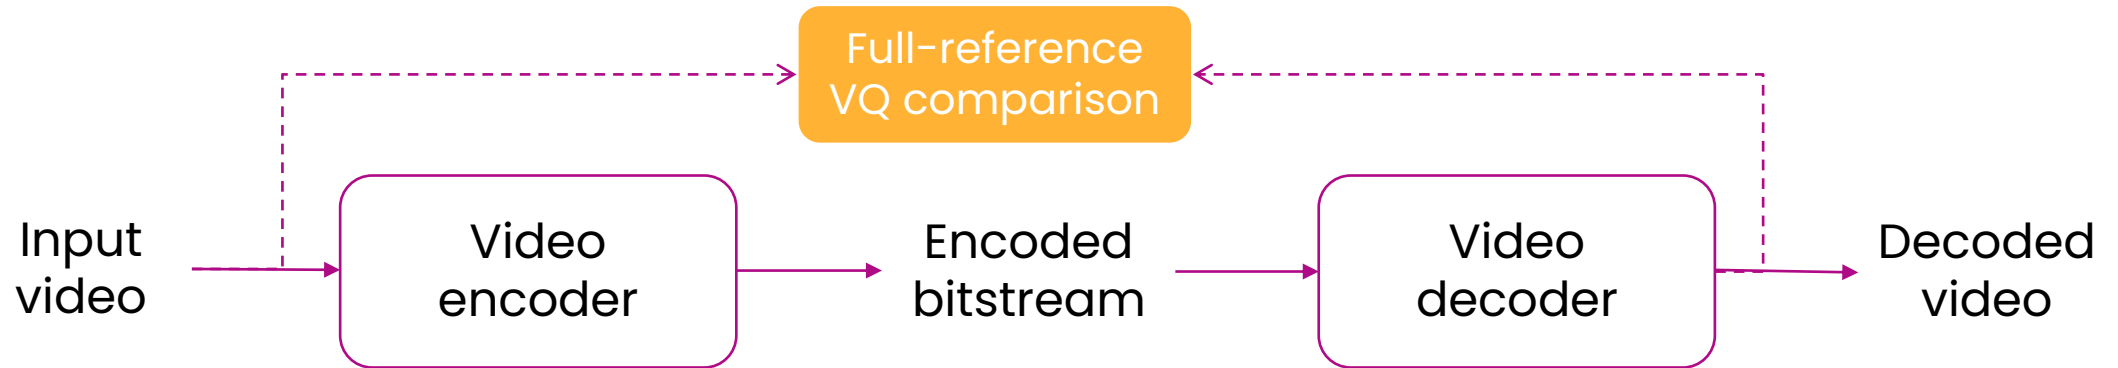 Full-reference
VQ comparison
Input
video
Video
encoder
Encoded
bitstream
Video
decoder
Decoded
video